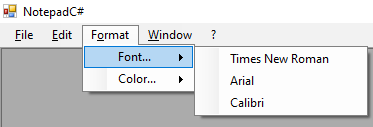 NotepadC#
File Edit Format Window ?
Font... Times New Roman
Color... Arial
Calibri